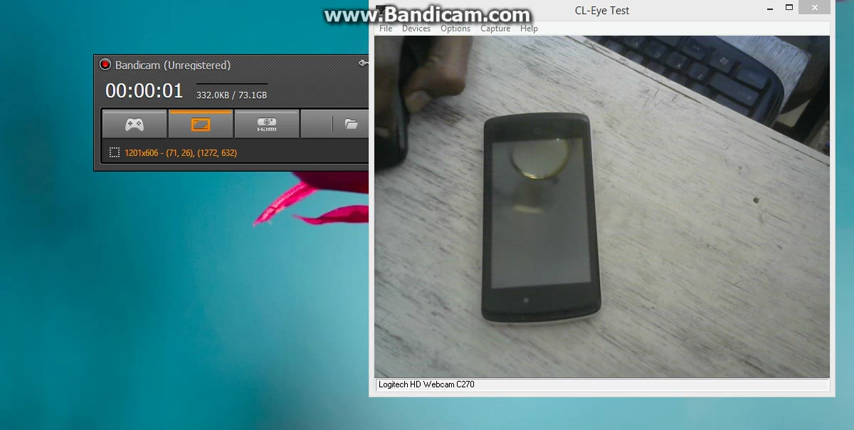 www.Bandicam.com
CL-Eye Test
File Devices Options Capture Help
Bandicam (Unregistered)
00:00:01 332.0KB / 73.1GB
HDMI
1201x606 - (71, 26), (1272, 632)
Logitech HD Webcam C270